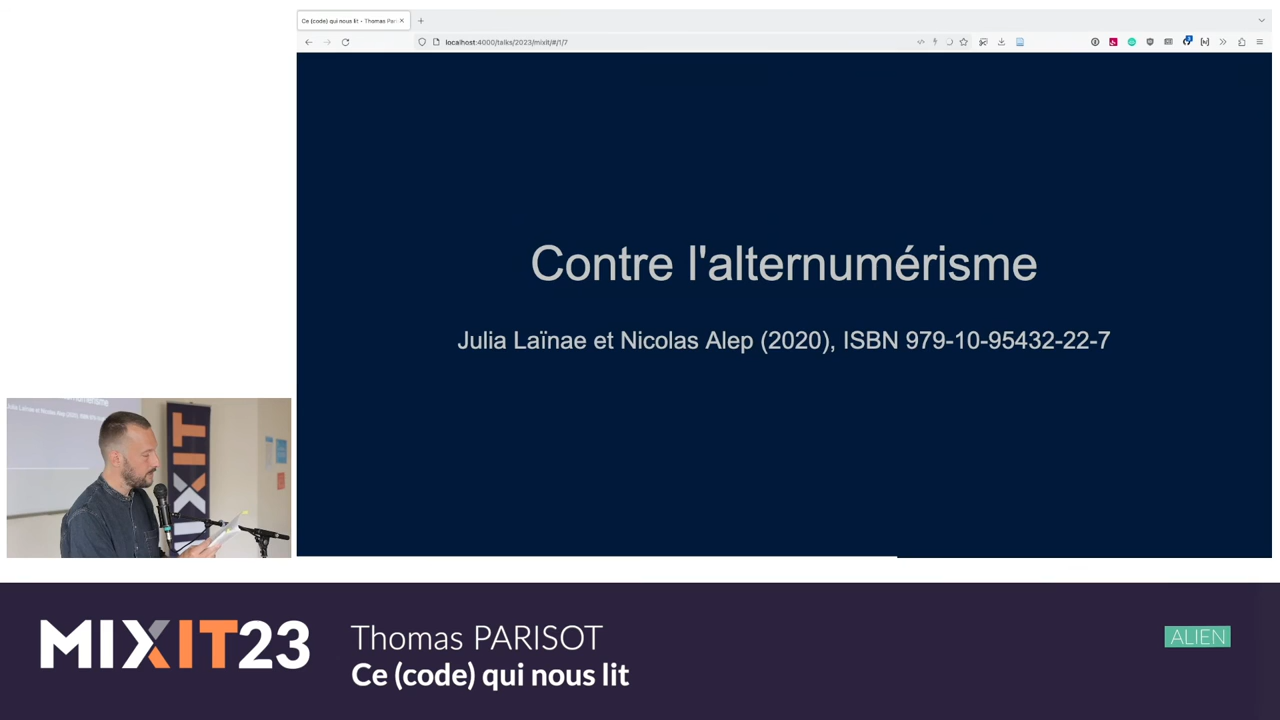 Ce (code) qui nous lit - Thomas Par
localhost:4000/talks/2023/mixit/#/1/7
Contre l'alternumérisme
Julia Laïnae et Nicolas Alep (2020), ISBN 979-10-95432-22-7
MIXIT
MIXIT23
Thomas PARISOT
Ce (code) qui nous lit
ALIEN